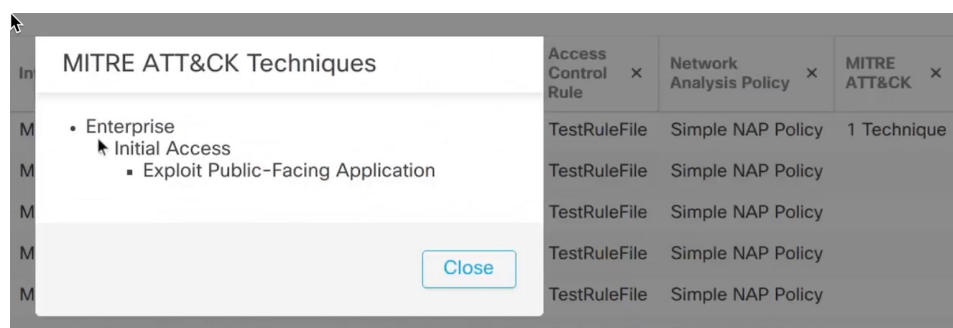 MITRE ATT&CK Techniques
Enterprise
Initial Access
Exploit Public-Facing Application
Close
Access
Control
Rule
Network
Analysis Policy
MITRE
ATT&CK
TestRuleFile Simple NAP Policy 1 Technique
TestRuleFile Simple NAP Policy
TestRuleFile Simple NAP Policy
TestRuleFile Simple NAP Policy
TestRuleFile Simple NAP Policy